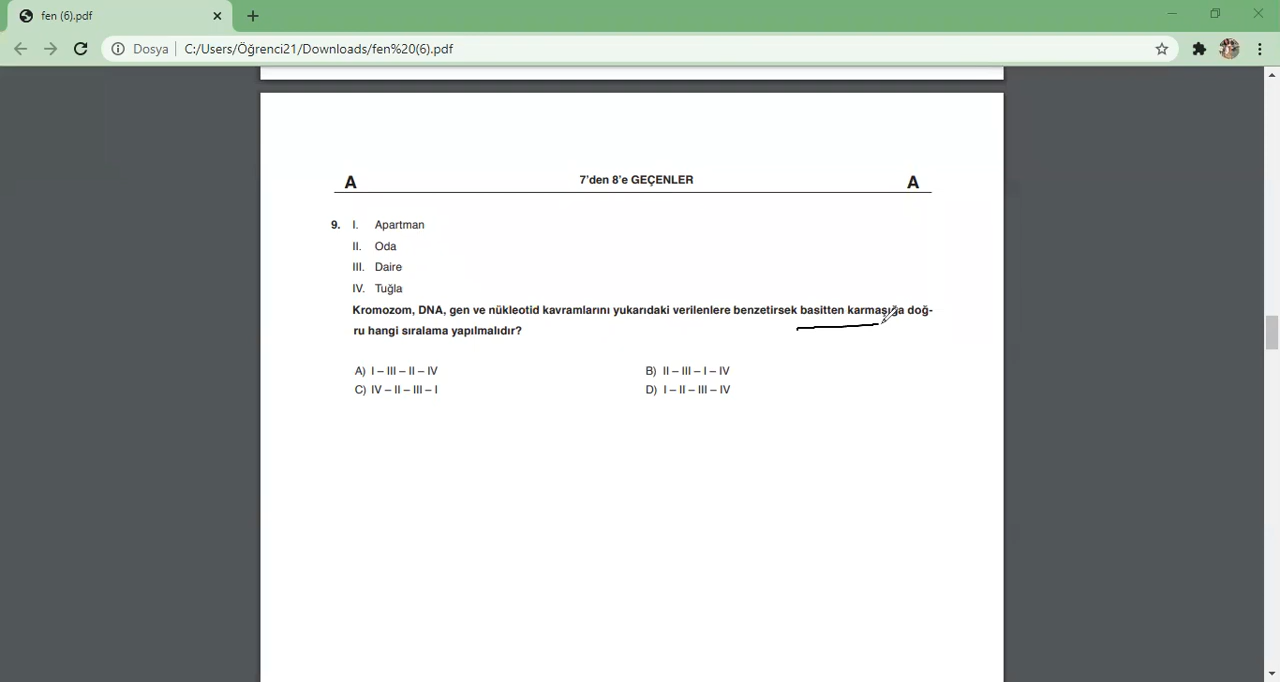 fen (6).pdf
Dosya
C:/Users/Öğrenci21/Downloads/fen%20(6).pdf
A 7'den 8'e GEÇENLER A
9. I. Apartman
II. Oda
III. Daire
IV. Tuğla
Kromozom, DNA, gen ve nükleotid kavramlarını yukarıdaki verilenlere benzetirsek basitten karmaşığa doğ-
ru hangi sıralama yapılmalıdır?
A) I – III – II – IV
B) II – III – I – IV
C) IV – II – III – I
D) I – II – III – IV